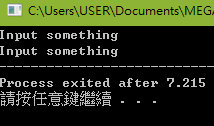 C:\Users\USER\Documents\MEGA
Input something
Input something
--------------------------------
Process exited after 7.215
請按任意鍵繼續 . . .